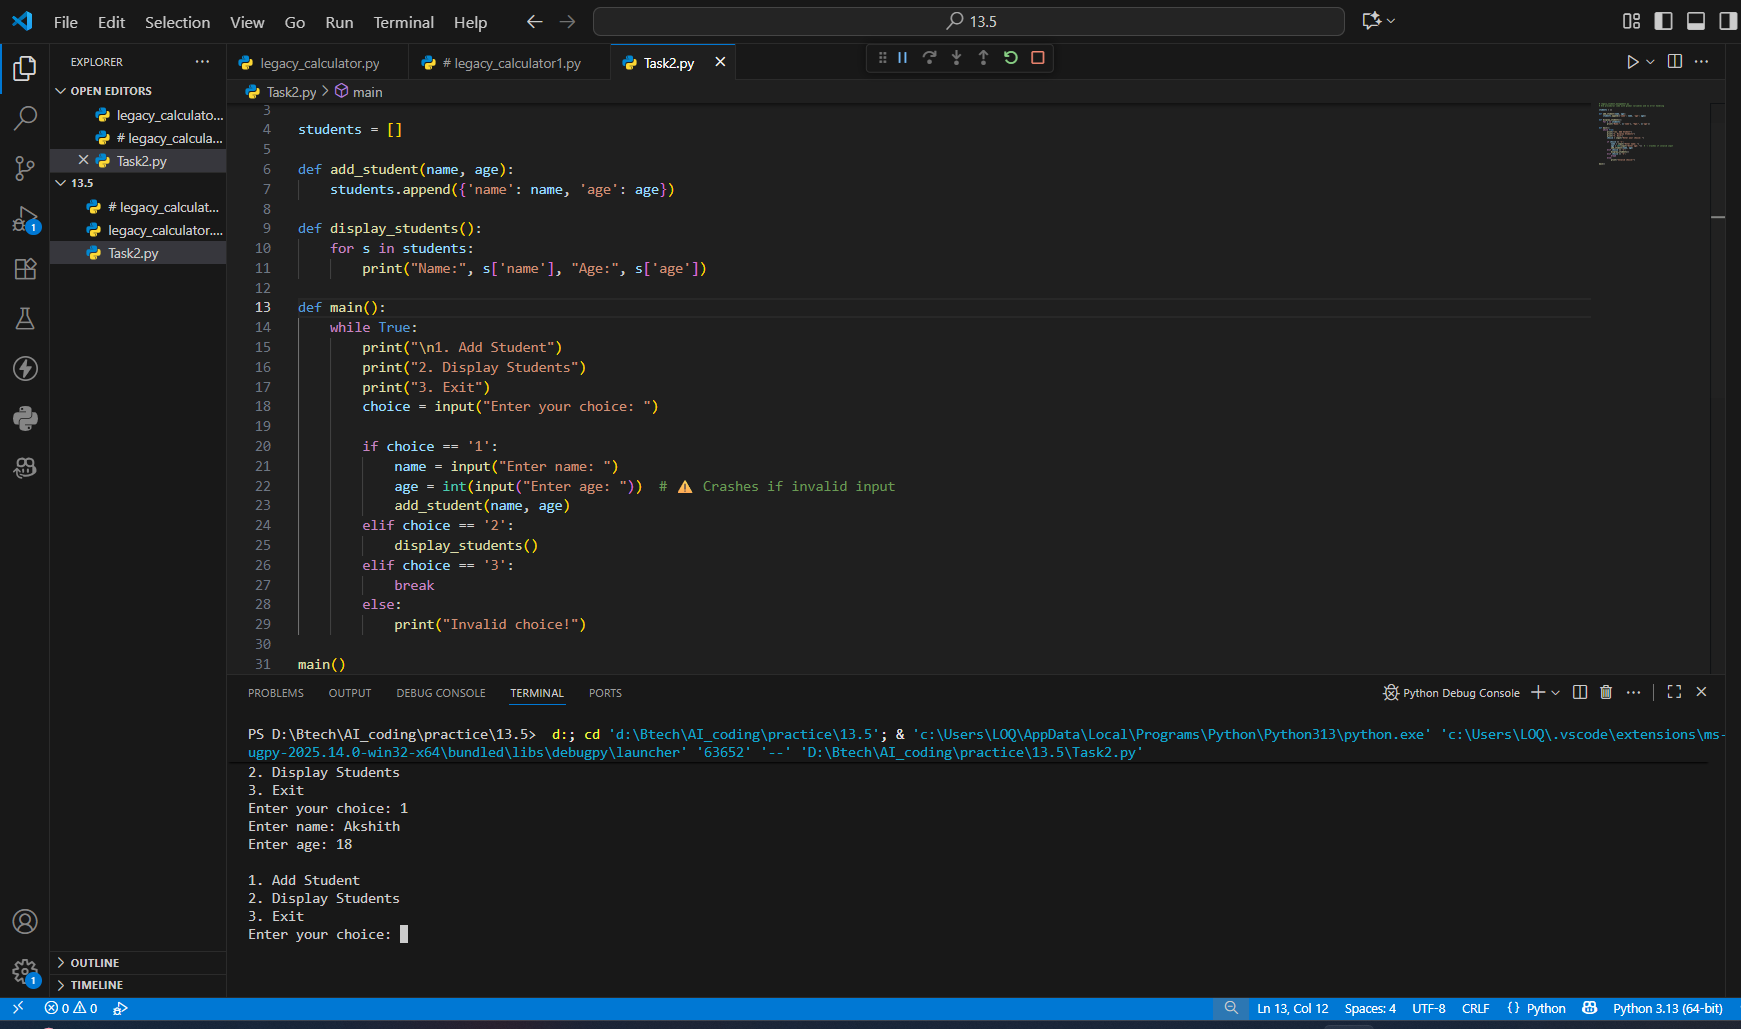 File Edit Selection View Go Run Terminal Help
13.5
EXPLORER
legacy_calculator.py
# legacy_calculator1.py
Task2.py
OPEN EDITORS
legacy_calculato...
# legacy_calcula...
Task2.py
13.5
# legacy_calculat...
legacy_calculator....
Task2.py
1
Task2.py > main
3
4 students = []
5
6 def add_student(name, age):
7 students.append({'name': name, 'age': age})
8
9 def display_students():
10 for s in students:
11 print("Name:", s['name'], "Age:", s['age'])
12
13 def main():
14 while True:
15 print("\n1. Add Student")
16 print("2. Display Students")
17 print("3. Exit")
18 choice = input("Enter your choice: ")
19
20 if choice == '1':
21 name = input("Enter name: ")
22 age = int(input("Enter age: ")) # ⚠️ Crashes if invalid input
23 add_student(name, age)
24 elif choice == '2':
25 display_students()
26 elif choice == '3':
27 break
28 else:
29 print("Invalid choice!")
30
31 main()
PROBLEMS OUTPUT DEBUG CONSOLE TERMINAL PORTS
Python Debug Console
PS D:\Btech\AI_coding\practice\13.5> d:; cd 'd:\Btech\AI_coding\practice\13.5'; & 'c:\Users\LOQ\AppData\Local\Programs\Python\Python313\python.exe' 'c:\Users\LOQ\.vscode\extensions\ms-
ugpy-2025.14.0-win32-x64\bundled\libs\debugpy\launcher' '63652' '--' 'D:\Btech\AI_coding\practice\13.5\Task2.py'
2. Display Students
3. Exit
Enter your choice: 1
Enter name: Akshith
Enter age: 18
1. Add Student
2. Display Students
3. Exit
Enter your choice:
OUTLINE
TIMELINE
1
0 0
Ln 13, Col 12 Spaces: 4 UTF-8 CRLF {} Python Python 3.13 (64-bit)